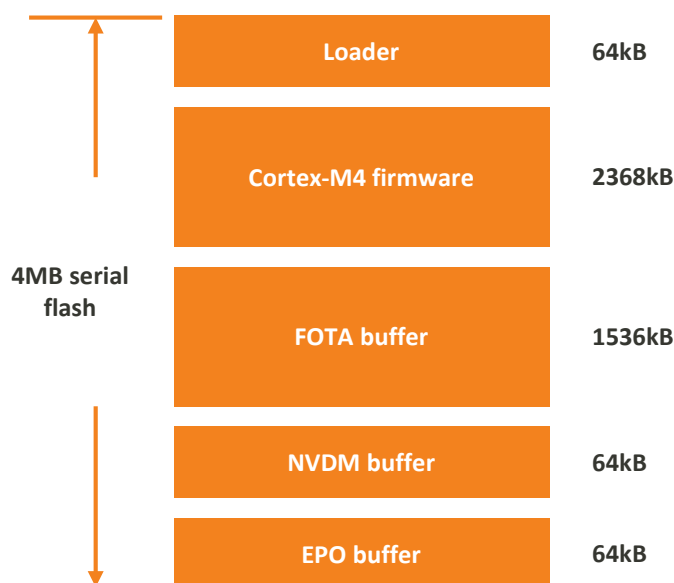 Loader
64kB
Cortex-M4 firmware
2368kB
4MB serial
flash
FOTA buffer
1536kB
NVDM buffer
64kB
EPO buffer
64kB